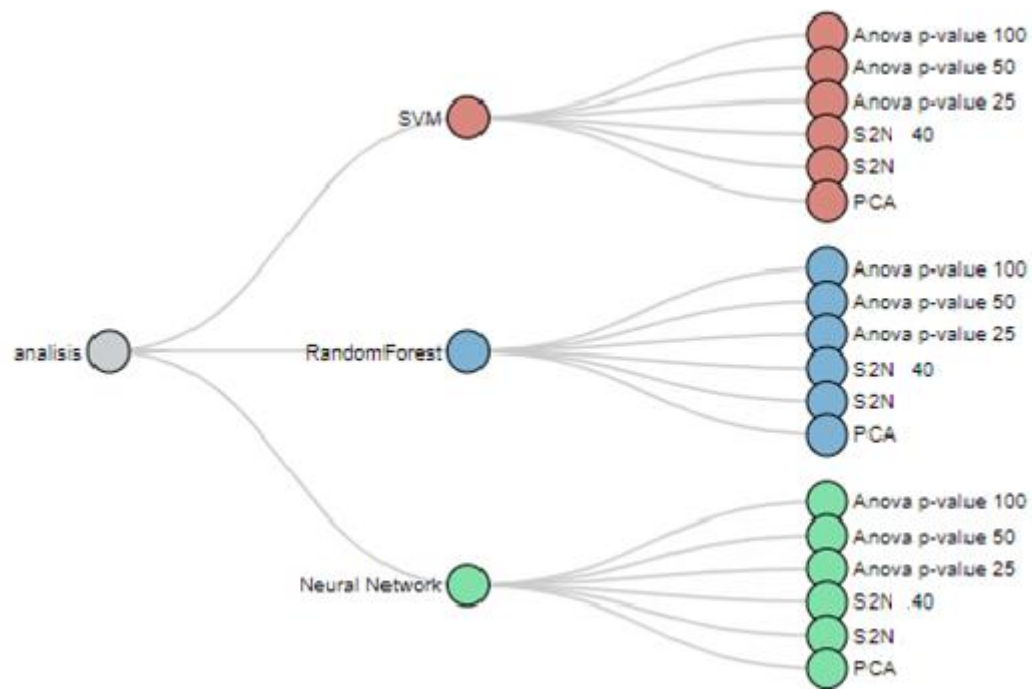 Anova p-value 100
Anova p-value 50
SVM
Anova p-value 25
S2N 40
S2N
PCA
analisis
RandomForest
Anova p-value 100
Anova p-value 50
Anova p-value 25
S2N 40
S2N
PCA
Neural Network
Anova p-value 100
Anova p-value 50
Anova p-value 25
S2N .40
S2N
PCA